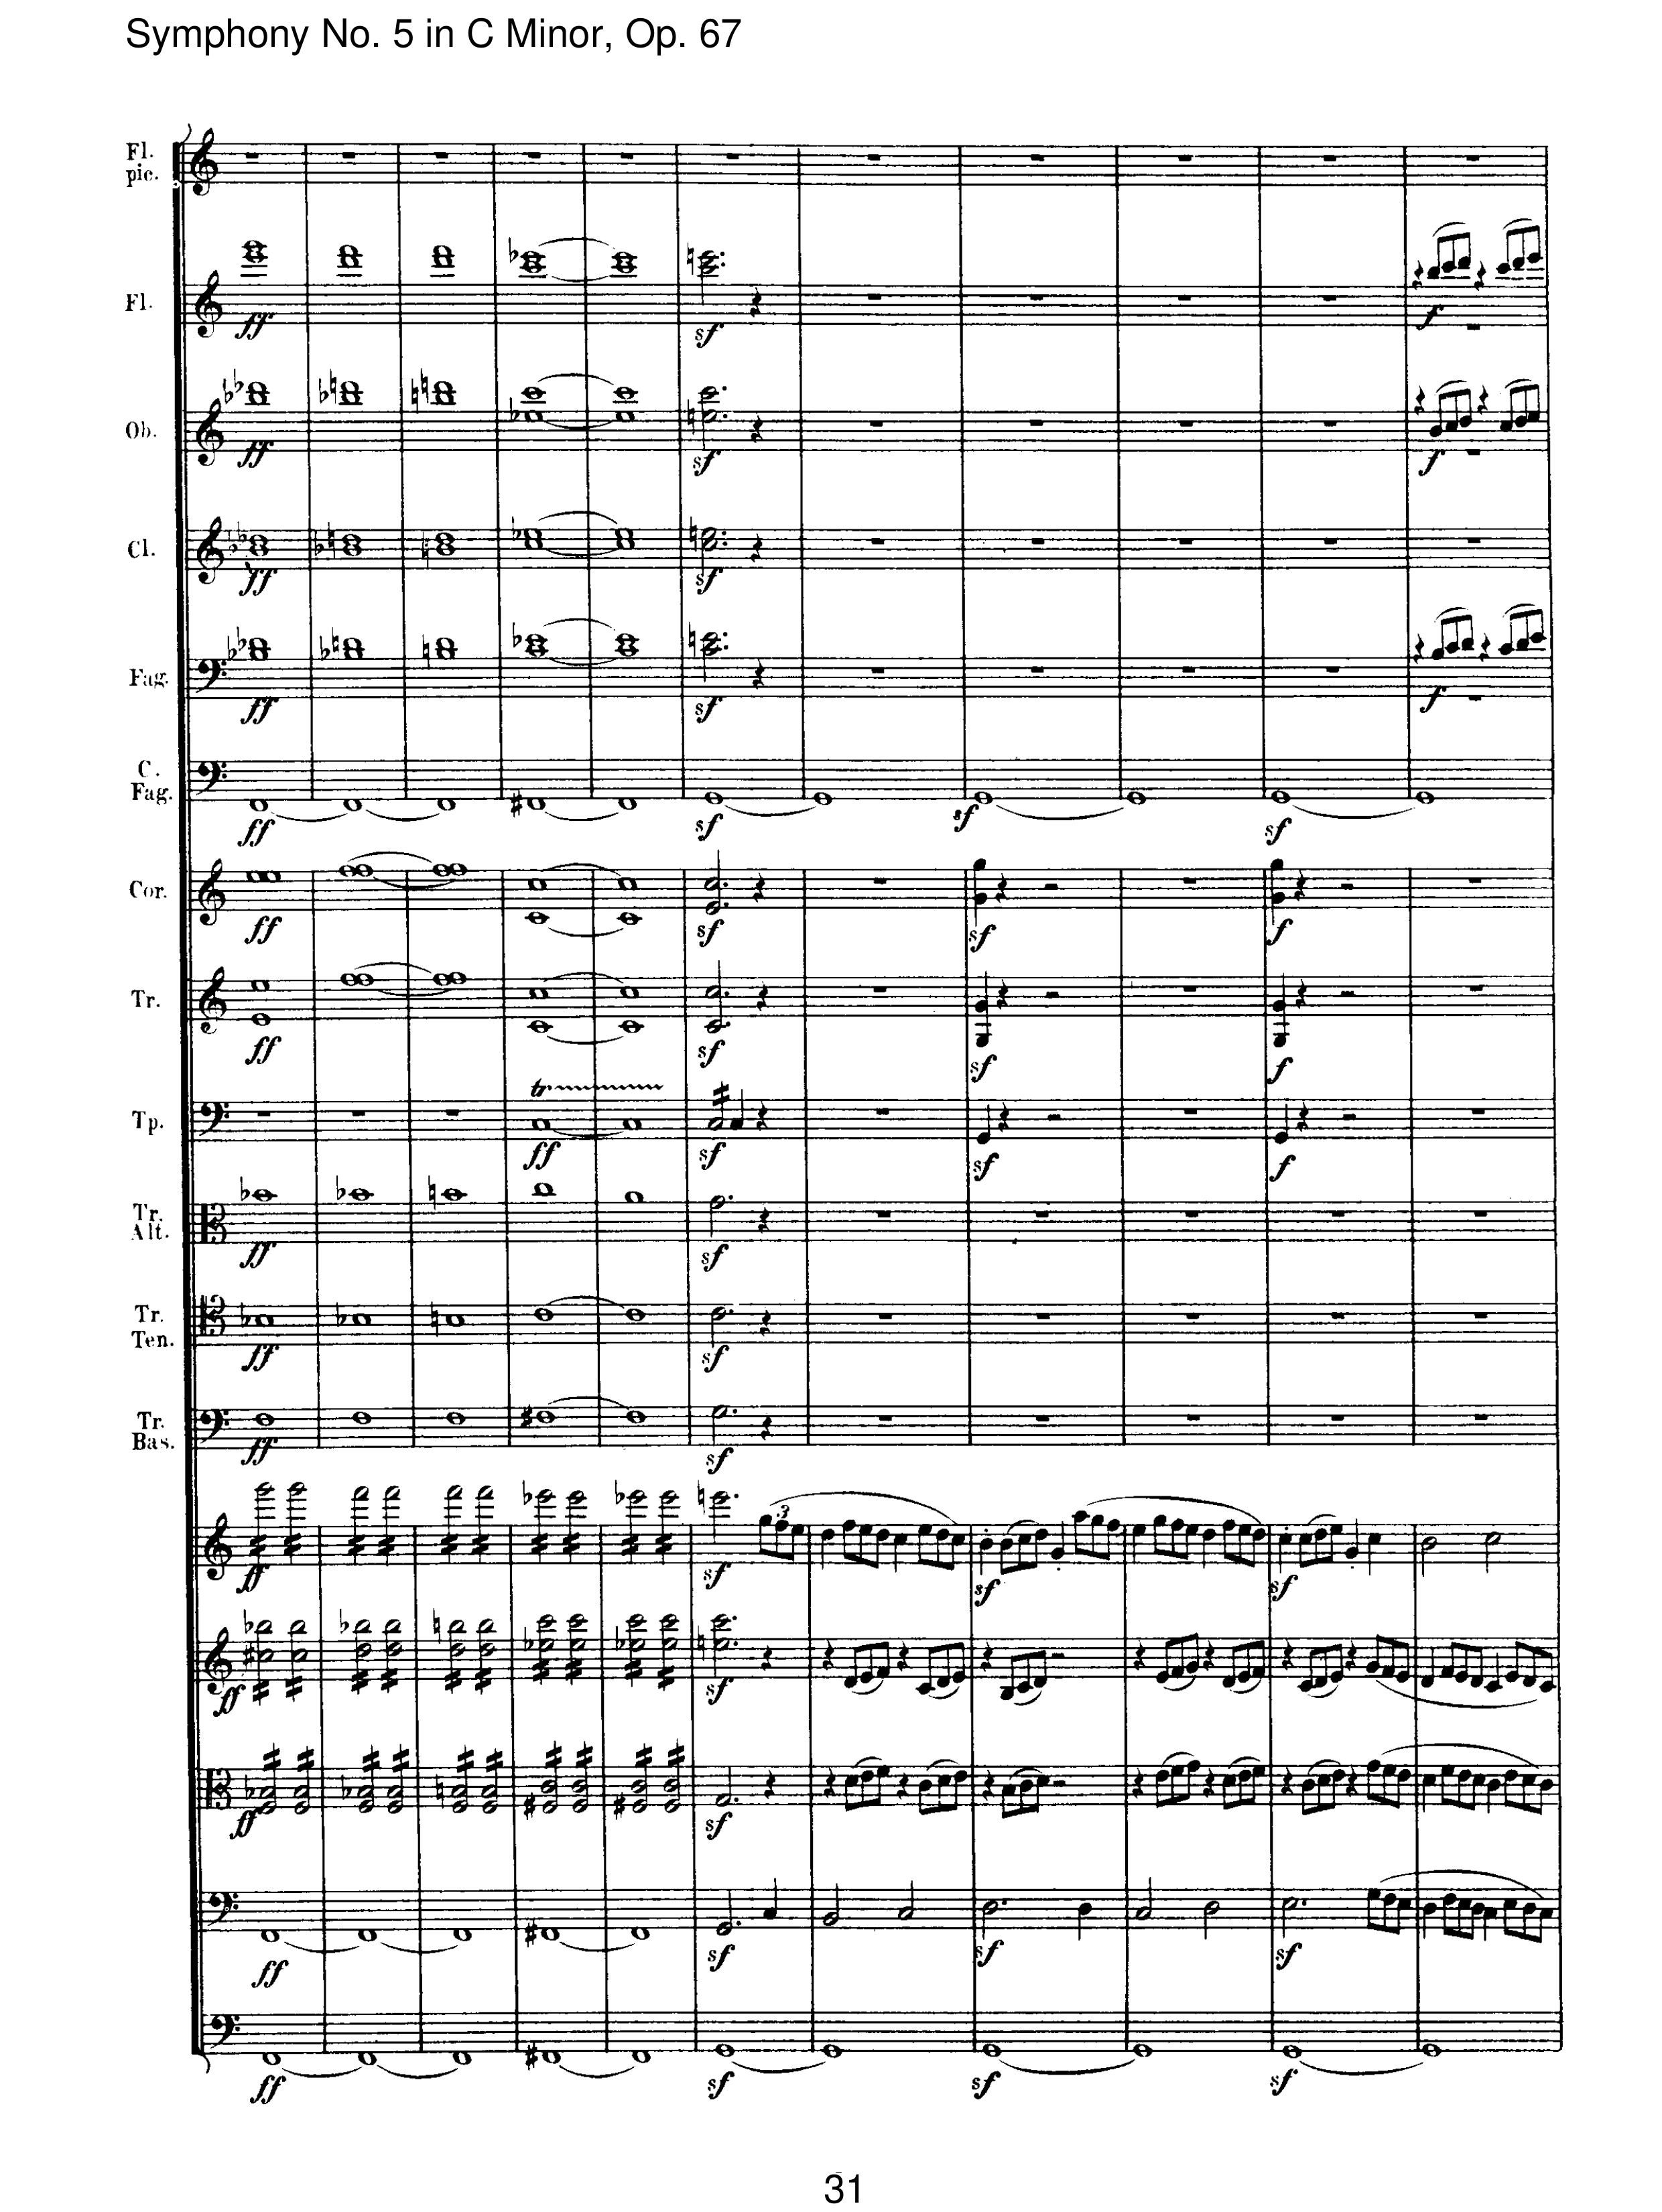 Symphony No. 5 in C Minor, Op. 67
Fl.
pic.
Fl.
ff
sf
f
Ob.
ff
sf
f
Cl.
ff
sf
Fag.
ff
sf
f
C.
Fag.
ff
sf
sf
sf
Cor.
ff
sf
sf
f
Tr.
ff
sf
sf
f
tr
Tp.
ff
sf
sf
f
Tr.
Alt.
ff
sf
Tr.
Ten.
ff
sf
Tr.
Bas.
ff
sf
3
ff
sf
sf
sf
ff
sf
ff
sf
ff
sf
sf
sf
ff
sf
sf
sf
31